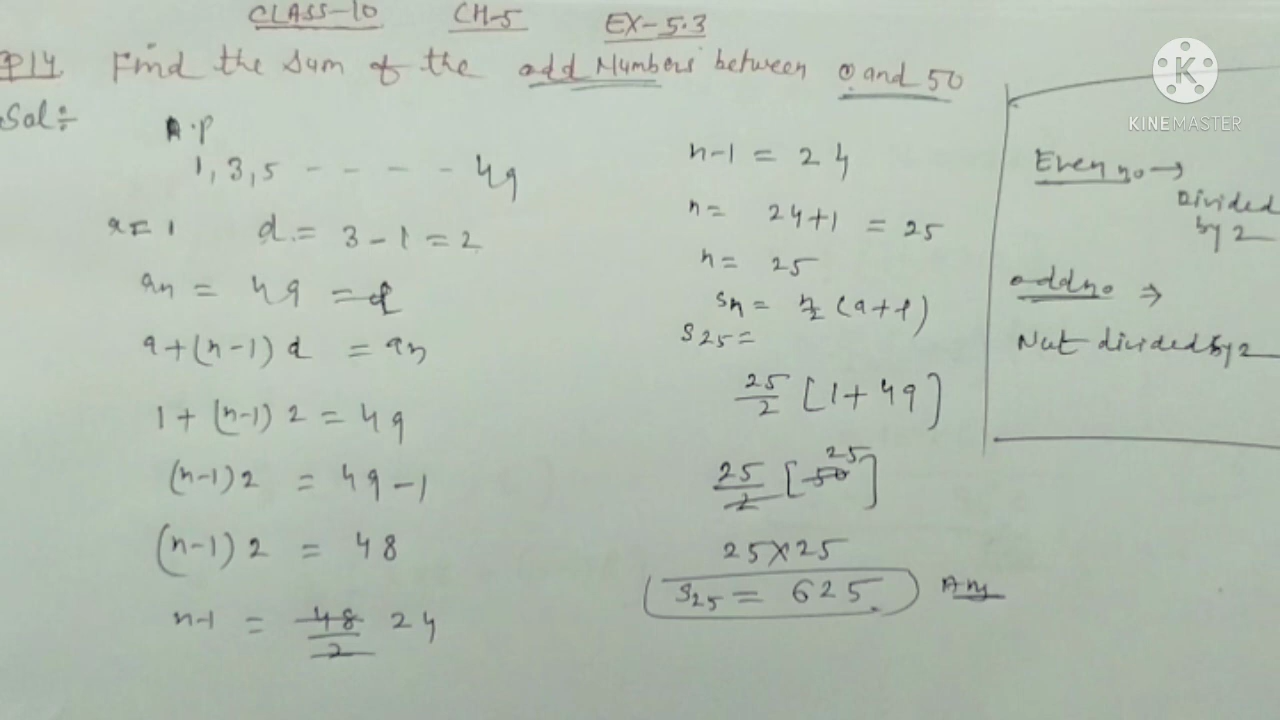 CLASS-10 CH-5 EX-5.3
P14 Find the Sum of the odd Numbers between 0 and 50
Sol:
A.P
1, 3, 5 - - - - 49
a = 1 d = 3 - 1 = 2
an = 49 = l
a + (n-1) d = an
1 + (n-1) 2 = 49
(n-1) 2 = 49 - 1
(n-1) 2 = 48
n-1 = 48/2 24
n-1 = 24
n = 24+1 = 25
n = 25
Sn = n/2 (a+l)
S25 =
25/2 [1 + 49]
25/2 [50] 25
25 X 25
S25 = 625. Ans
K
KINEMASTER
Even no →
Divided
by 2
odd no ⇒
Not divided by 2